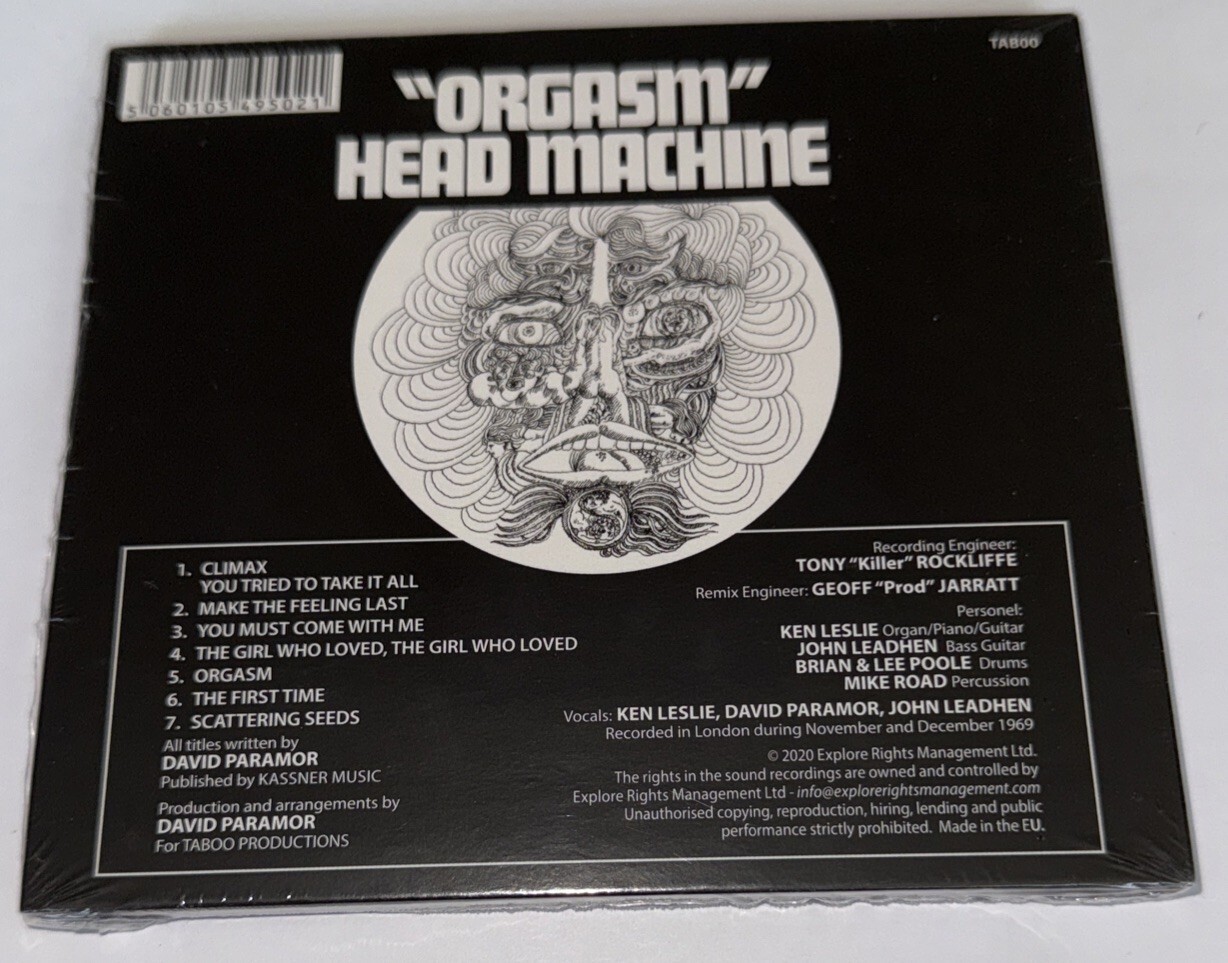 5 060105 495021
TAB00
"ORGASM"
HEAD MACHINE
1. CLIMAX
YOU TRIED TO TAKE IT ALL
2. MAKE THE FEELING LAST
3. YOU MUST COME WITH ME
4. THE GIRL WHO LOVED, THE GIRL WHO LOVED
5. ORGASM
6. THE FIRST TIME
7. SCATTERING SEEDS
All titles written by
DAVID PARAMOR
Published by KASSNER MUSIC
Production and arrangements by
DAVID PARAMOR
For TABOO PRODUCTIONS
Recording Engineer:
TONY "Killer" ROCKLIFFE
Remix Engineer: GEOFF "Prod" JARRATT
Personel:
KEN LESLIE Organ/Piano/Guitar
JOHN LEADHEN Bass Guitar
BRIAN & LEE POOLE Drums
MIKE ROAD Percussion
Vocals: KEN LESLIE, DAVID PARAMOR, JOHN LEADHEN
Recorded in London during November and December 1969
© 2020 Explore Rights Management Ltd.
The rights in the sound recordings are owned and controlled by
Explore Rights Management Ltd - info@explorerightsmanagement.com
Unauthorised copying, reproduction, hiring, lending and public
performance strictly prohibited. Made in the EU.